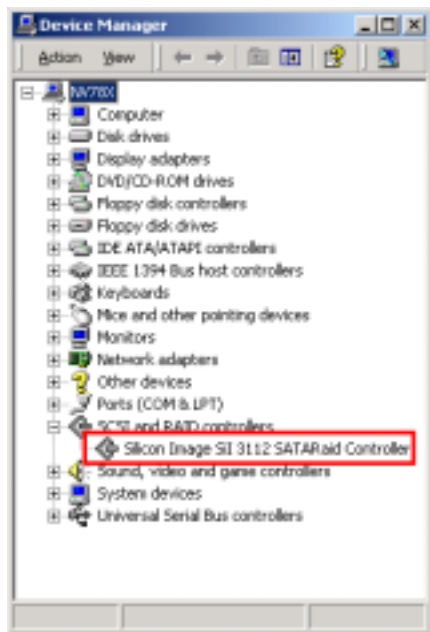 Device Manager
Action View
NV78X
Computer
Disk drives
Display adapters
DVD/CD-ROM drives
Floppy disk controllers
Floppy disk drives
IDE ATA/ATAPI controllers
IEEE 1394 Bus host controllers
Keyboards
Mice and other pointing devices
Monitors
Network adapters
Other devices
Ports (COM & LPT)
SCSI and RAID controllers
Silicon Image SI 3112 SATARaid Controller
Sound, video and game controllers
System devices
Universal Serial Bus controllers